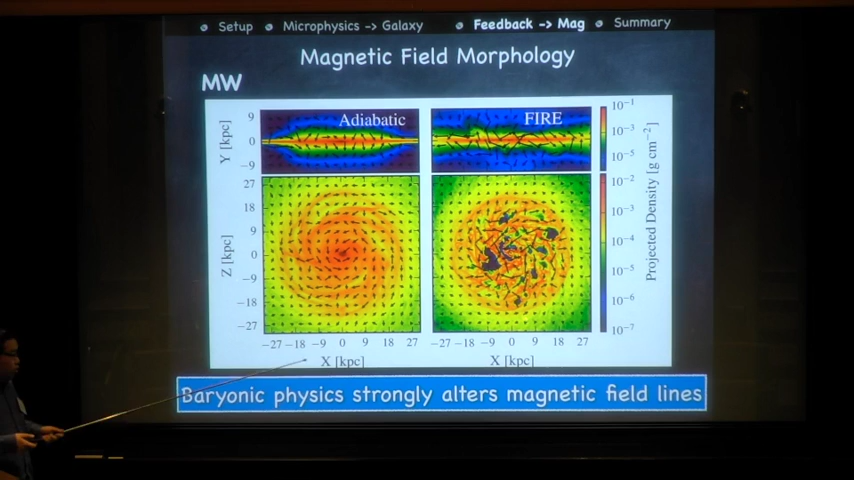 Setup Microphysics -> Galaxy Feedback -> Mag Summary
Magnetic Field Morphology
MW
Adiabatic FIRE
Y [kpc]
9
0
−9
10⁻¹
10⁻³
10⁻⁵
Z [kpc]
27
18
9
0
−9
−18
−27
10⁻²
10⁻³
10⁻⁴
10⁻⁵
10⁻⁶
10⁻⁷
Projected Density [g cm⁻²]
−27 −18 −9 0 9 18 27 −27 −18 −9 0 9 18 27
X [kpc] X [kpc]
Baryonic physics strongly alters magnetic field lines